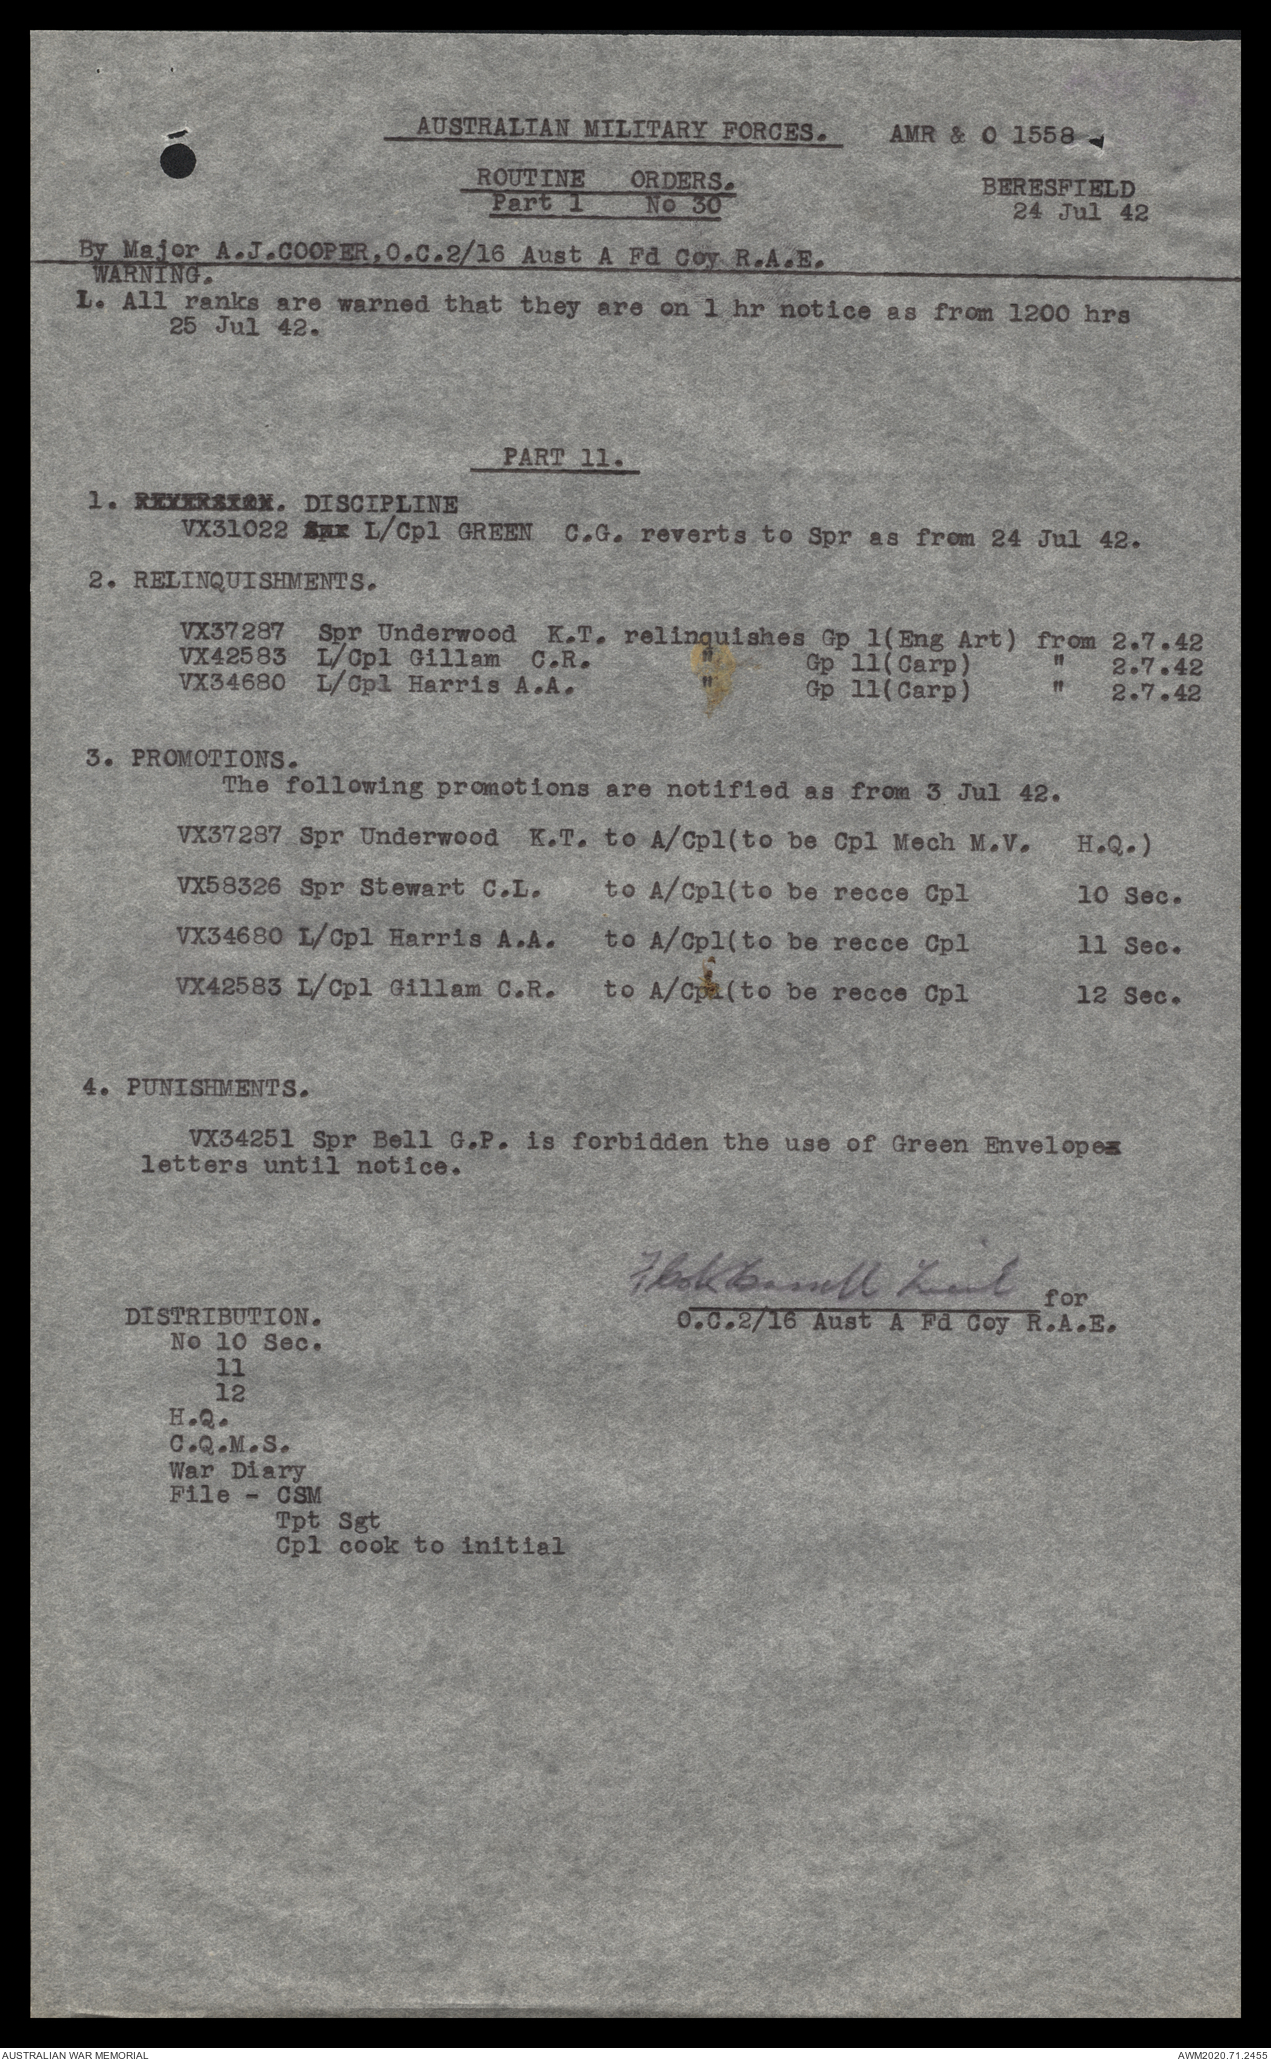 AUSTRALIAN MILITARY FORCES. AMR & O 1558
ROUTINE ORDERS.
Part 1 No 30
BERESFIELD
24 Jul 42
By Major A.J.COOPER,O.C.2/16 Aust A Fd Coy R.A.E.
WARNING.
1. All ranks are warned that they are on 1 hr notice as from 1200 hrs
25 Jul 42.
PART 11.
1. REVERSION. DISCIPLINE
VX31022 Spr L/Cpl GREEN C.G. reverts to Spr as from 24 Jul 42.
2. RELINQUISHMENTS.
VX37287 Spr Underwood K.T. relinquishes Gp 1(Eng Art) from 2.7.42
VX42583 L/Cpl Gillam C.R. " Gp 11(Carp) " 2.7.42
VX34680 L/Cpl Harris A.A. " Gp 11(Carp) " 2.7.42
3. PROMOTIONS.
The following promotions are notified as from 3 Jul 42.
VX37287 Spr Underwood K.T. to A/Cpl(to be Cpl Mech M.V. H.Q.)
VX58326 Spr Stewart C.L. to A/Cpl(to be recce Cpl 10 Sec.
VX34680 L/Cpl Harris A.A. to A/Cpl(to be recce Cpl 11 Sec.
VX42583 L/Cpl Gillam C.R. to A/Cpl(to be recce Cpl 12 Sec.
4. PUNISHMENTS.
VX34251 Spr Bell G.P. is forbidden the use of Green Envelope
letters until notice.
Lieut for
O.C.2/16 Aust A Fd Coy R.A.E.
DISTRIBUTION.
No 10 Sec.
11
12
H.Q.
C.Q.M.S.
War Diary
File - CSM
Tpt Sgt
Cpl cook to initial
AUSTRALIAN WAR MEMORIAL AWM2020.71.2455